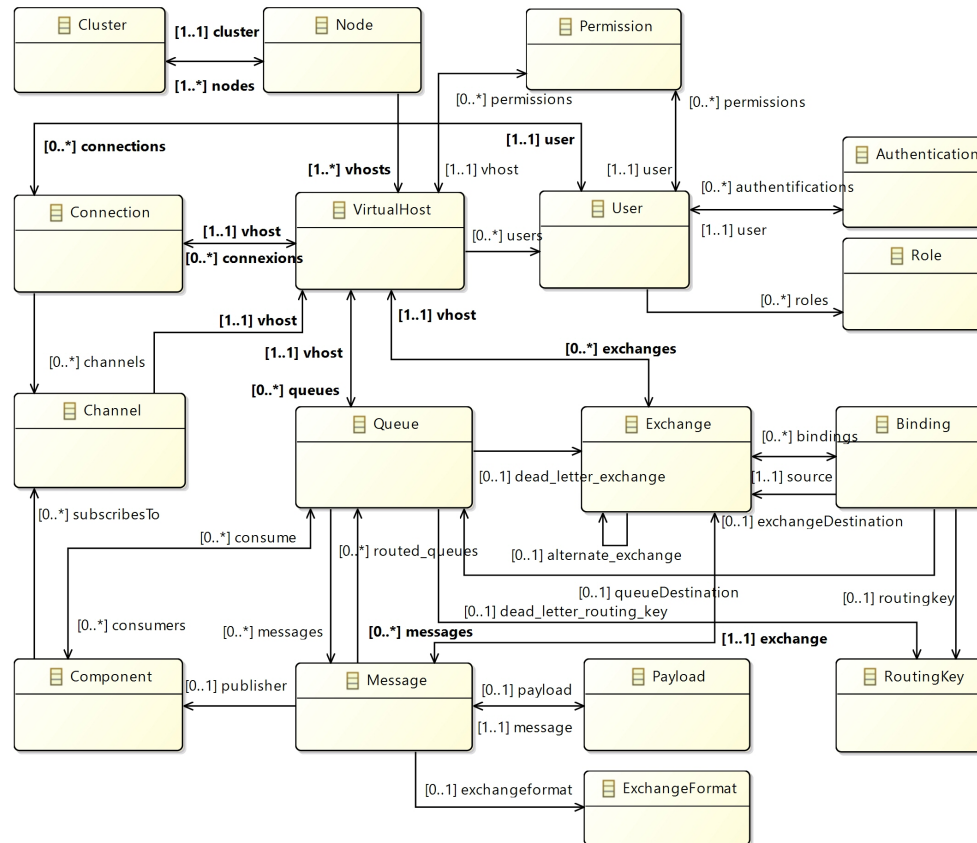 Cluster
[1..1] cluster
Node
Permission
[1..*] nodes
[0..*] permissions
[0..*] permissions
[0..*] connections
[1..1] user
[1..*] vhosts
[1..1] vhost
[1..1] user
Authentication
[0..*] authentifications
Connection
[1..1] vhost
VirtualHost
[0..*] users
User
[1..1] user
[0..*] connexions
Role
[0..*] roles
[1..1] vhost
[1..1] vhost
[0..*] channels
[1..1] vhost
[0..*] exchanges
[0..*] queues
Channel
Queue
Exchange
[0..*] bindings
Binding
[0..1] dead_letter_exchange
[1..1] source
[0..*] subscribesTo
[0..1] exchangeDestination
[0..*] consume
[0..*] routed_queues
[0..1] alternate_exchange
[0..1] queueDestination
[0..1] routingkey
[0..1] dead_letter_routing_key
[0..*] consumers
[0..*] messages
[0..*] messages
[1..1] exchange
Component
[0..1] publisher
Message
[0..1] payload
Payload
RoutingKey
[1..1] message
[0..1] exchangeformat
ExchangeFormat